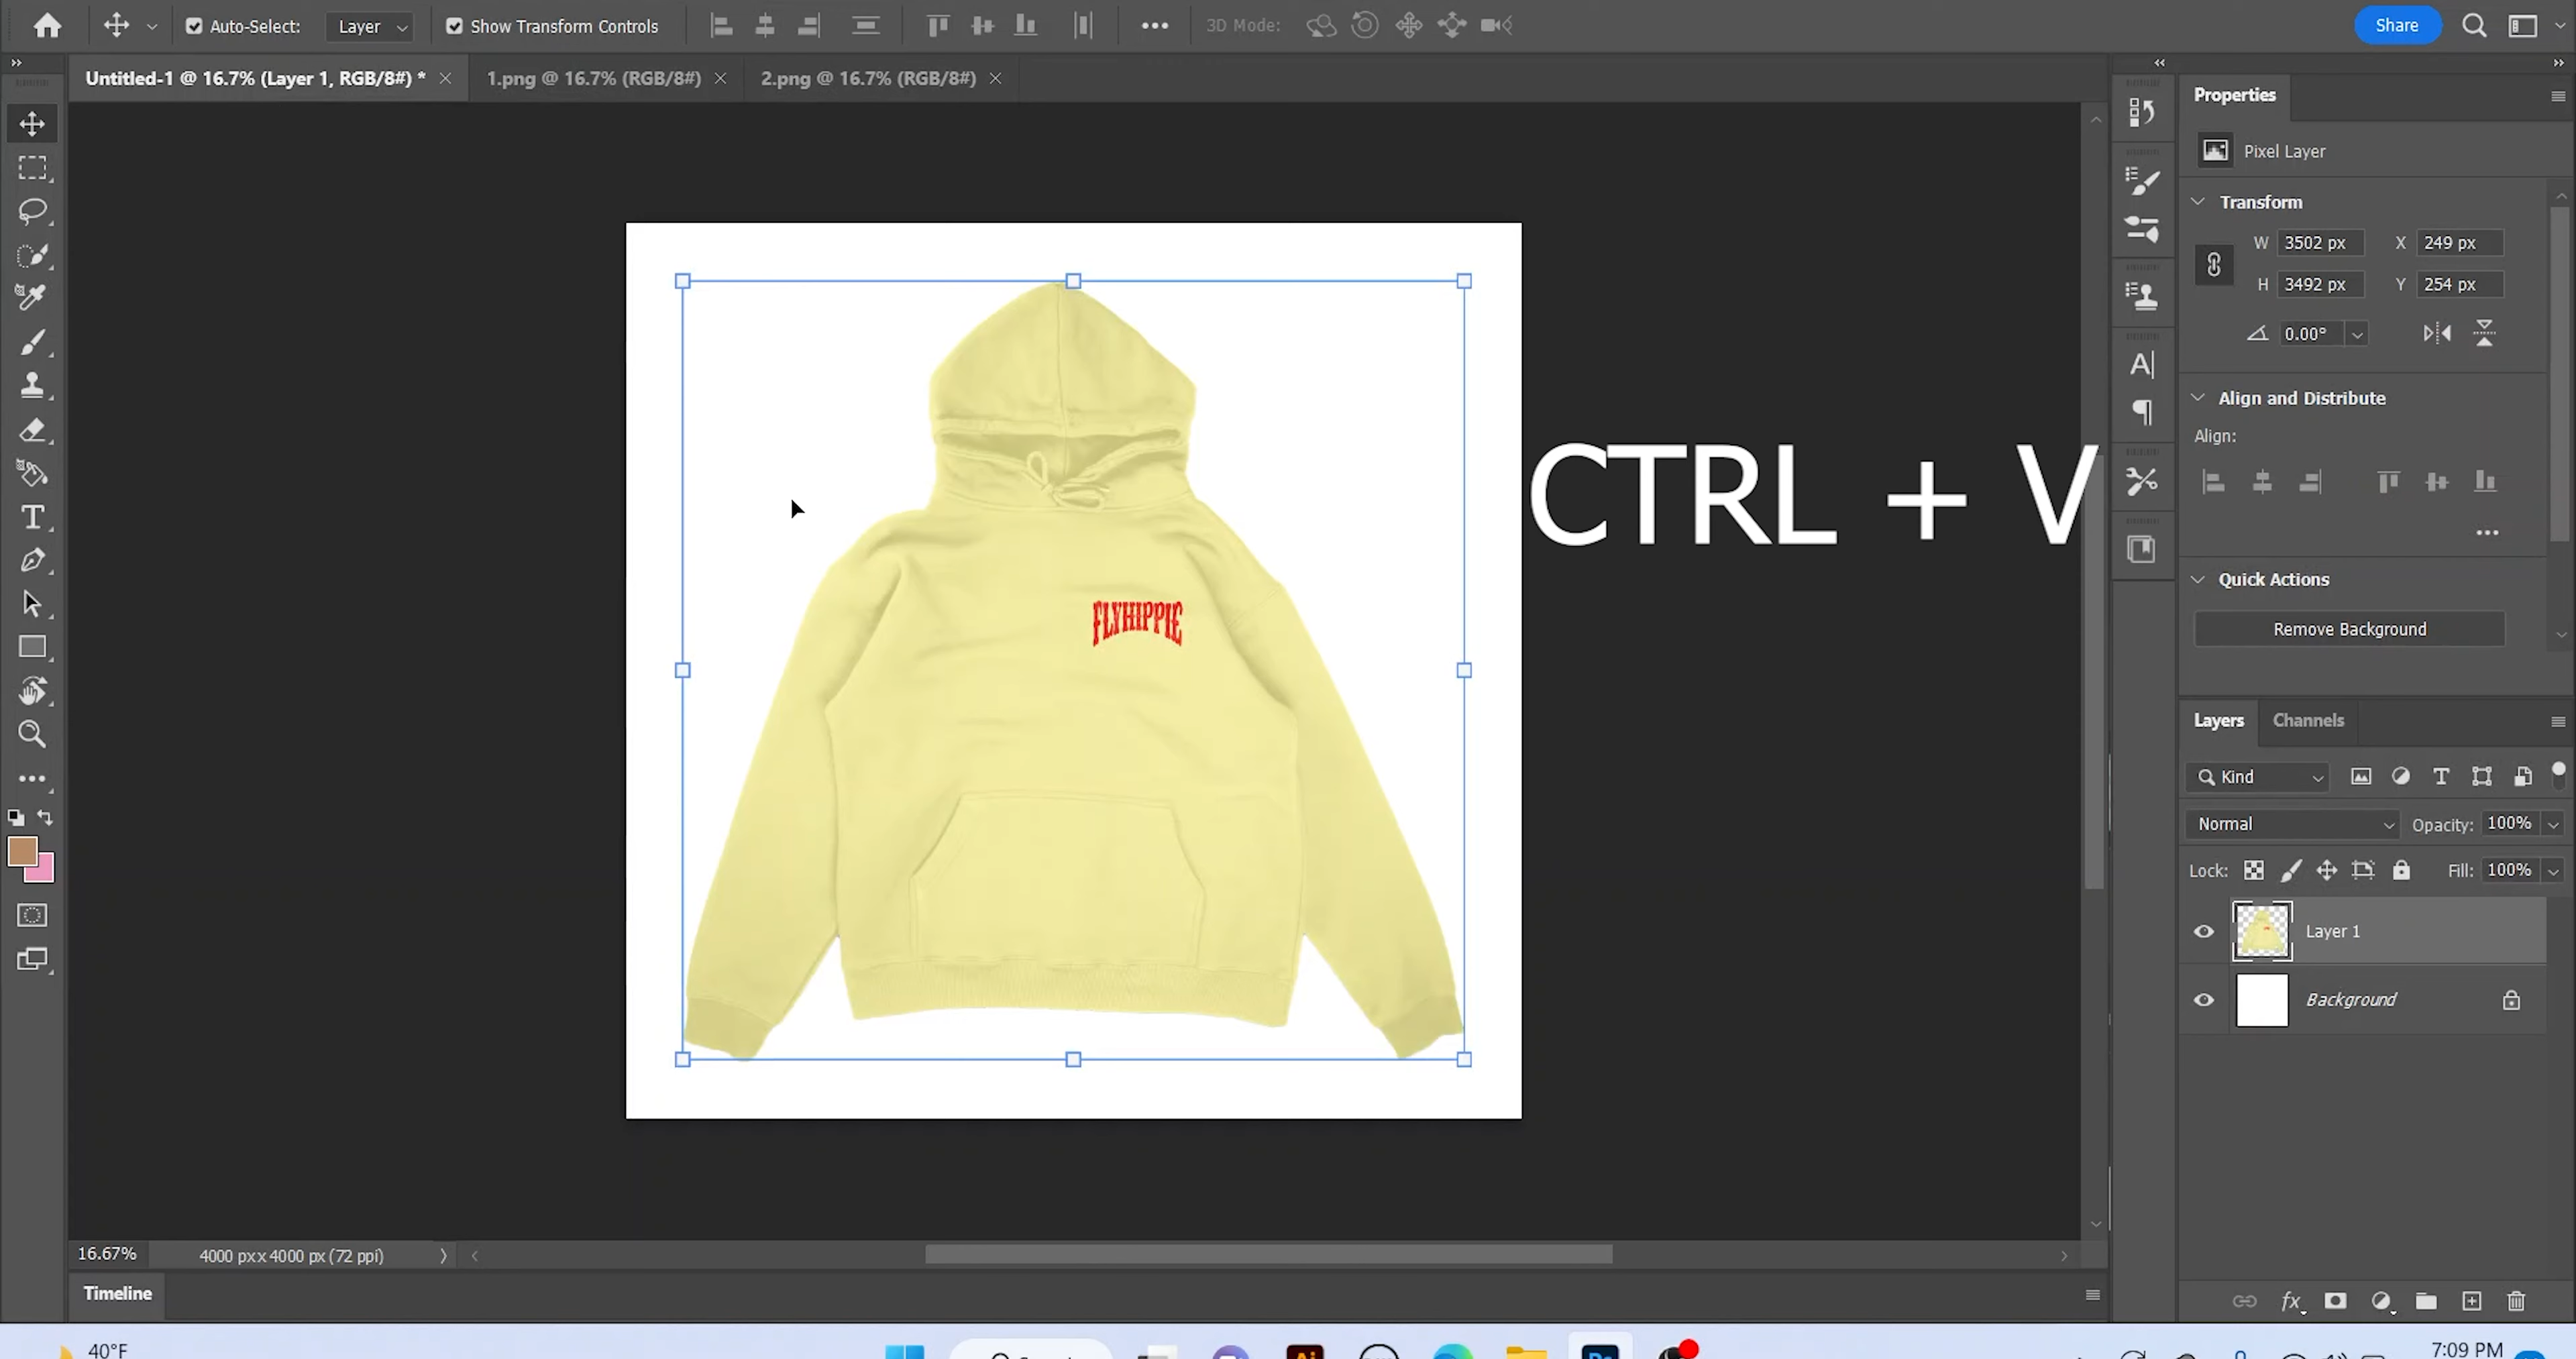 Auto-Select: Layer Show Transform Controls 3D Mode: Share
Untitled-1 @ 16.7% (Layer 1, RGB/8#) * 1.png @ 16.7% (RGB/8#) 2.png @ 16.7% (RGB/8#)
Properties
Pixel Layer
Transform
W 3502 px X 249 px
H 3492 px Y 254 px
0.00°
Align and Distribute
Align:
CTRL + V
Quick Actions
FLYHIPPIE
Remove Background
Layers Channels
Kind
Normal Opacity: 100%
Lock: Fill: 100%
Layer 1
Background
16.67% 4000 px x 4000 px (72 ppi)
Timeline
40°F 7:09 PM